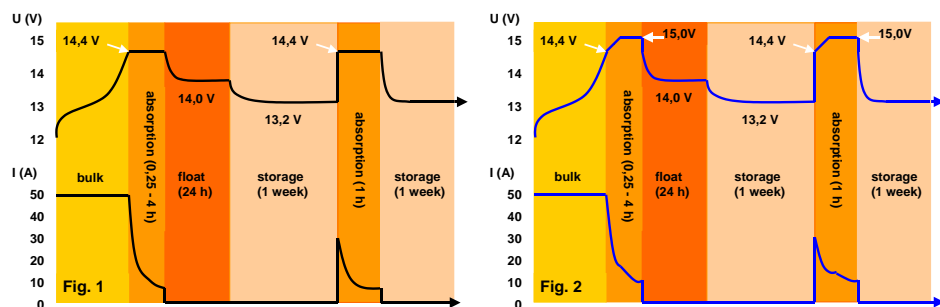 U (V)
15
14,4 V
14,4 V
14
14,0 V
13
13,2 V
12
absorption (0,25 - 4 h)
absorption (1 h)
I (A)
bulk
float
(24 h)
storage
(1 week)
storage
(1 week)
50
40
30
20
10
0
Fig. 1
U (V)
15
15,0 V
15,0V
14,4 V
14,4 V
14
14,0 V
13
13,2 V
12
absorption (0,25 - 4 h)
absorption (1 h)
I (A)
bulk
float
(24 h)
storage
(1 week)
storage
(1 week)
50
40
30
20
10
0
Fig. 2